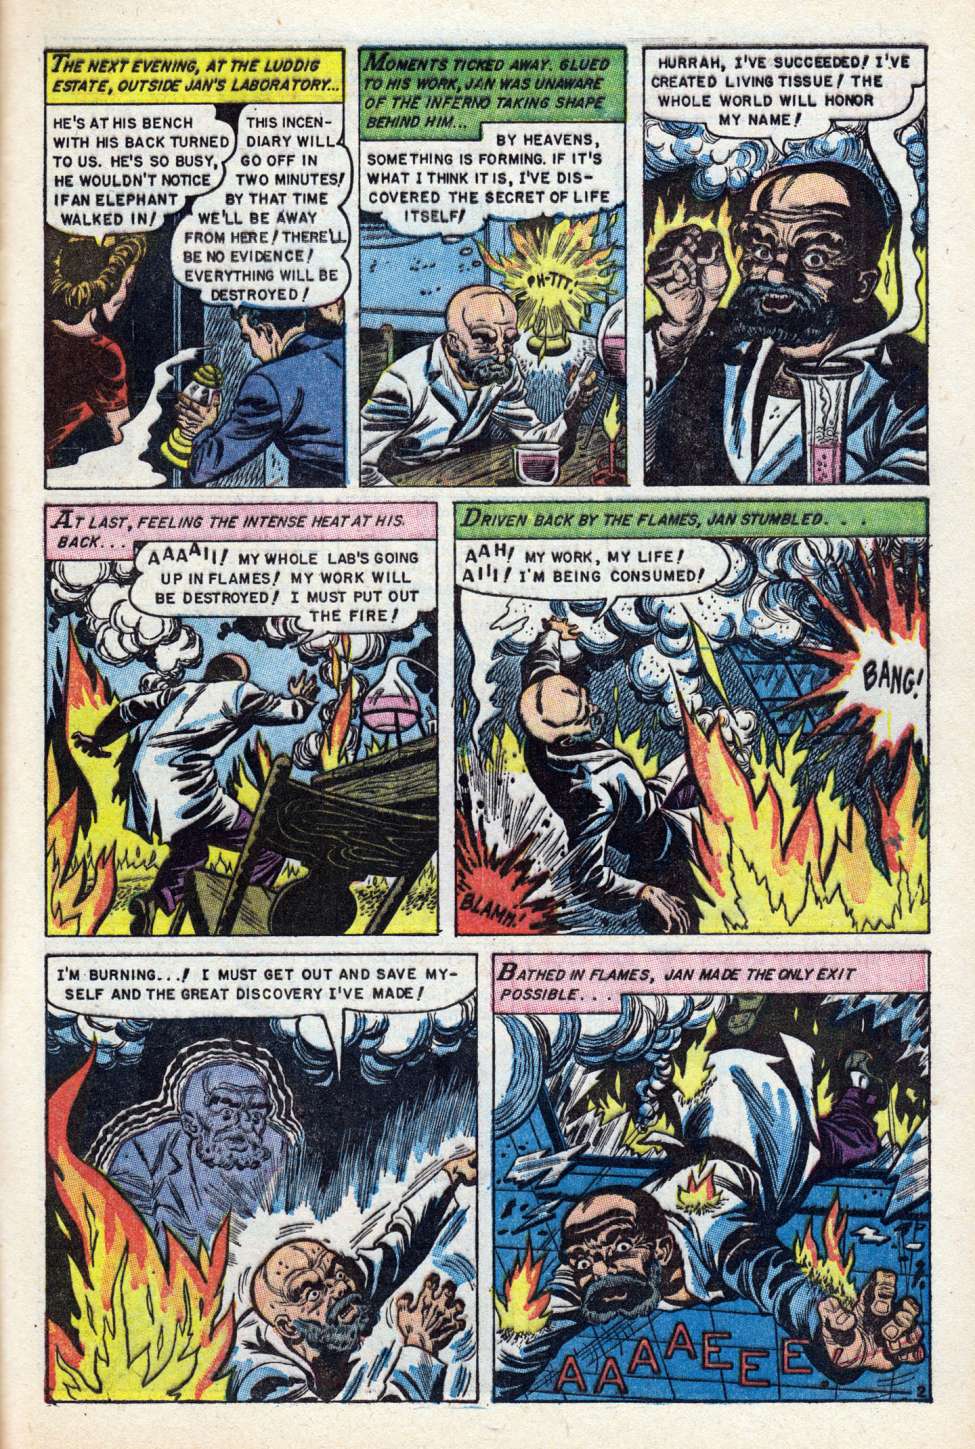 THE NEXT EVENING, AT THE LUDDIG
ESTATE, OUTSIDE JAN'S LABORATORY...
HE'S AT HIS BENCH
WITH HIS BACK TURNED
TO US. HE'S SO BUSY,
HE WOULDN'T NOTICE
IF AN ELEPHANT
WALKED IN!
THIS INCEN-
DIARY WILL
GO OFF IN
TWO MINUTES!
BY THAT TIME
WE'LL BE AWAY
FROM HERE! THERE'LL
BE NO EVIDENCE!
EVERYTHING WILL BE
DESTROYED!
MOMENTS TICKED AWAY. GLUED
TO HIS WORK, JAN WAS UNAWARE
OF THE INFERNO TAKING SHAPE
BEHIND HIM...
BY HEAVENS,
SOMETHING IS FORMING. IF IT'S
WHAT I THINK IT IS, I'VE DIS-
COVERED THE SECRET OF LIFE
ITSELF!
PH-TTT.
HURRAH, I'VE SUCCEEDED! I'VE
CREATED LIVING TISSUE! THE
WHOLE WORLD WILL HONOR
MY NAME!
AT LAST, FEELING THE INTENSE HEAT AT HIS
BACK...
AAAAIII! MY WHOLE LAB'S GOING
UP IN FLAMES! MY WORK WILL
BE DESTROYED! I MUST PUT OUT
THE FIRE!
DRIVEN BACK BY THE FLAMES, JAN STUMBLED...
AAH! MY WORK, MY LIFE!
AIII! I'M BEING CONSUMED!
BANG!
BLAMM!
I'M BURNING...! I MUST GET OUT AND SAVE MY-
SELF AND THE GREAT DISCOVERY I'VE MADE!
BATHED IN FLAMES, JAN MADE THE ONLY EXIT
POSSIBLE...
AAAAEEE
2